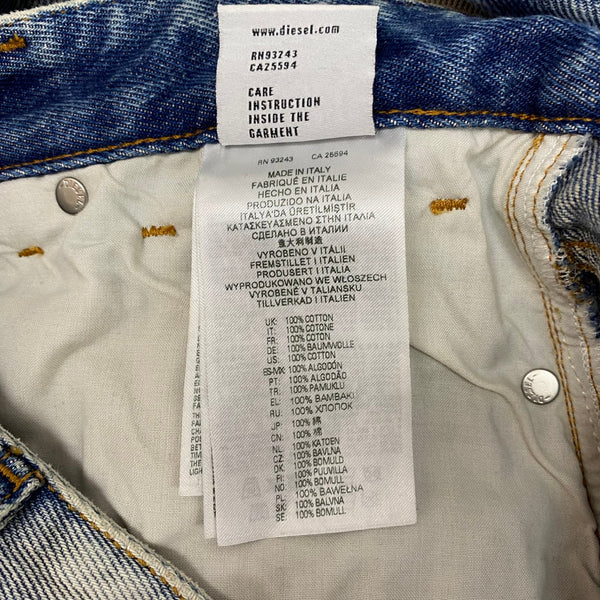 www.diesel.com
RN93243
CA25594
CARE
INSTRUCTION
INSIDE THE
GARMENT
RN 93243 CA 25594
MADE IN ITALY
FABRIQUÉ EN ITALIE
HECHO EN ITALIA
PRODUZIDO NA ITALIA
ITALYA'DA ÜRETİLMİŞTİR
ΚΑΤΑΣΚΕΥΑΣΜΕΝΟ ΣΤΗΝ ΙΤΑΛΙΑ
СДЕЛАНО В ИТАЛИИ
意大利制造
VYROBENO V ITÁLII
FREMSTILLET I ITALIEN
PRODUSERT I ITALIA
WYPRODUKOWANO WE WŁOSZECH
VYROBENÉ V TALIANSKU
TILLVERKAD I ITALIEN
UK: 100% COTTON
IT: 100% COTONE
FR: 100% COTON
DE: 100% BAUMWOLLE
US: 100% COTTON
ES-MX: 100% ALGODÓN
PT: 100% ALGODÃO
TR: 100% PAMUKLU
EL: 100% ΒΑΜΒΑΚΙ
RU: 100% ХЛОПОК
JP: 100% 綿
CN: 100% 棉
NL: 100% KATOEN
CZ: 100% BAVLNA
DK: 100% BOMULD
FI: 100% PUUVILLA
NO: 100% BOMULL
PL: 100% BAWEŁNA
SK: 100% BAVLNA
SE: 100% BOMULL